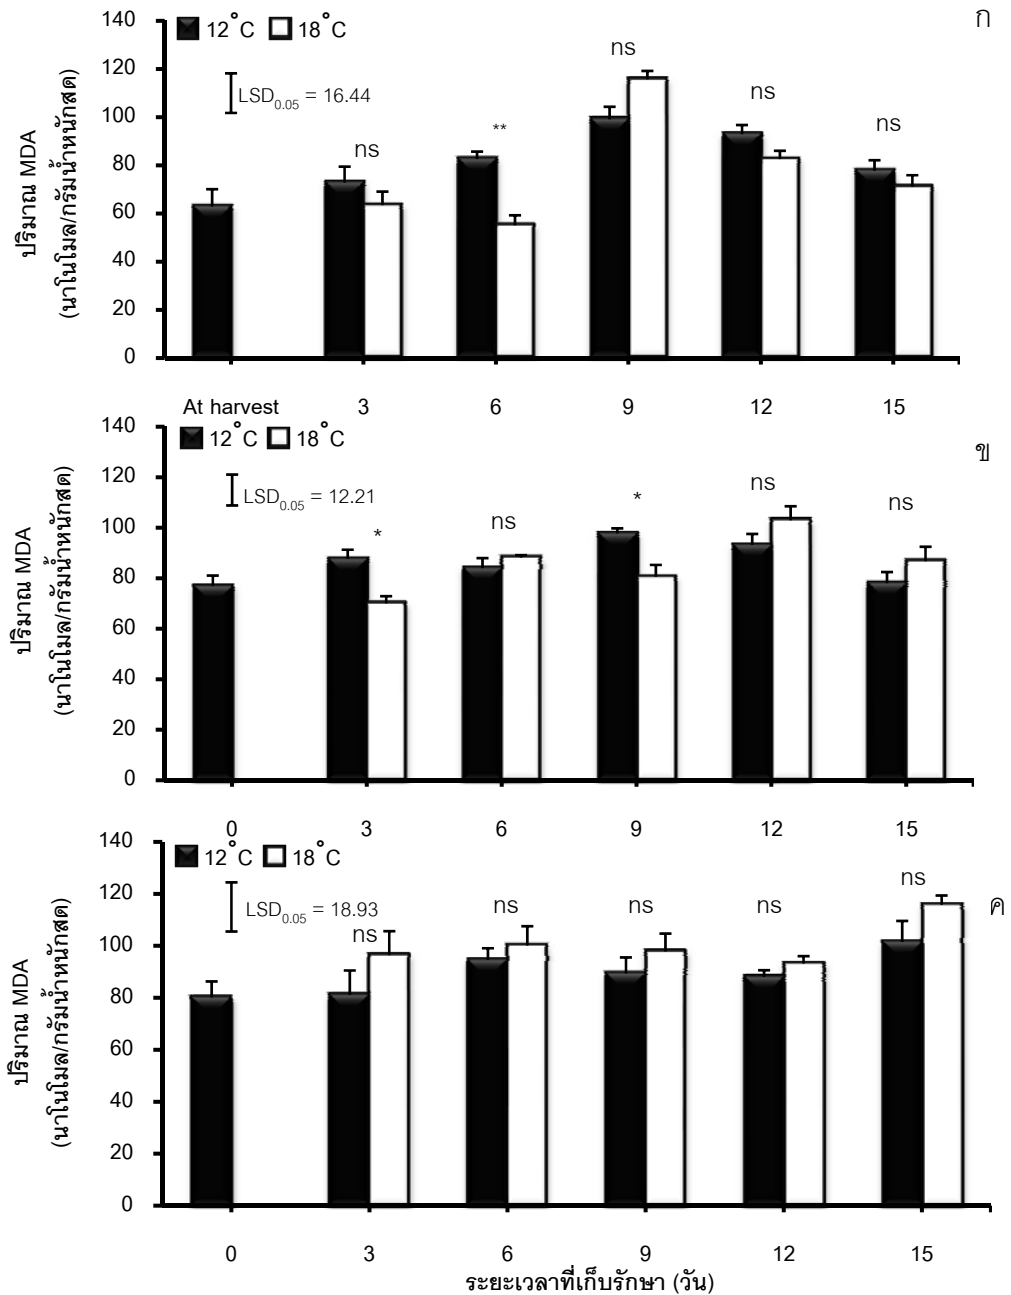 140
12°C 18°C
ก
120
ns
LSD0.05 = 16.44
ns
100
**
ns
ns
80
60
40
20
0
ปริมาณ MDA
(นาโนโมล/กรัมน้ำหนักสด)
At harvest 3 6 9 12 15
140
12°C 18°C
ข
120
ns
LSD0.05 = 12.21
*
ns
100
*
ns
80
60
40
20
0
ปริมาณ MDA
(นาโนโมล/กรัมน้ำหนักสด)
0 3 6 9 12 15
140
12°C 18°C
ns
120
LSD0.05 = 18.93
ns
ns
ns
ค
ns
100
80
60
40
20
0
ปริมาณ MDA
(นาโนโมล/กรัมน้ำหนักสด)
0 3 6 9 12 15
ระยะเวลาที่เก็บรักษา (วัน)